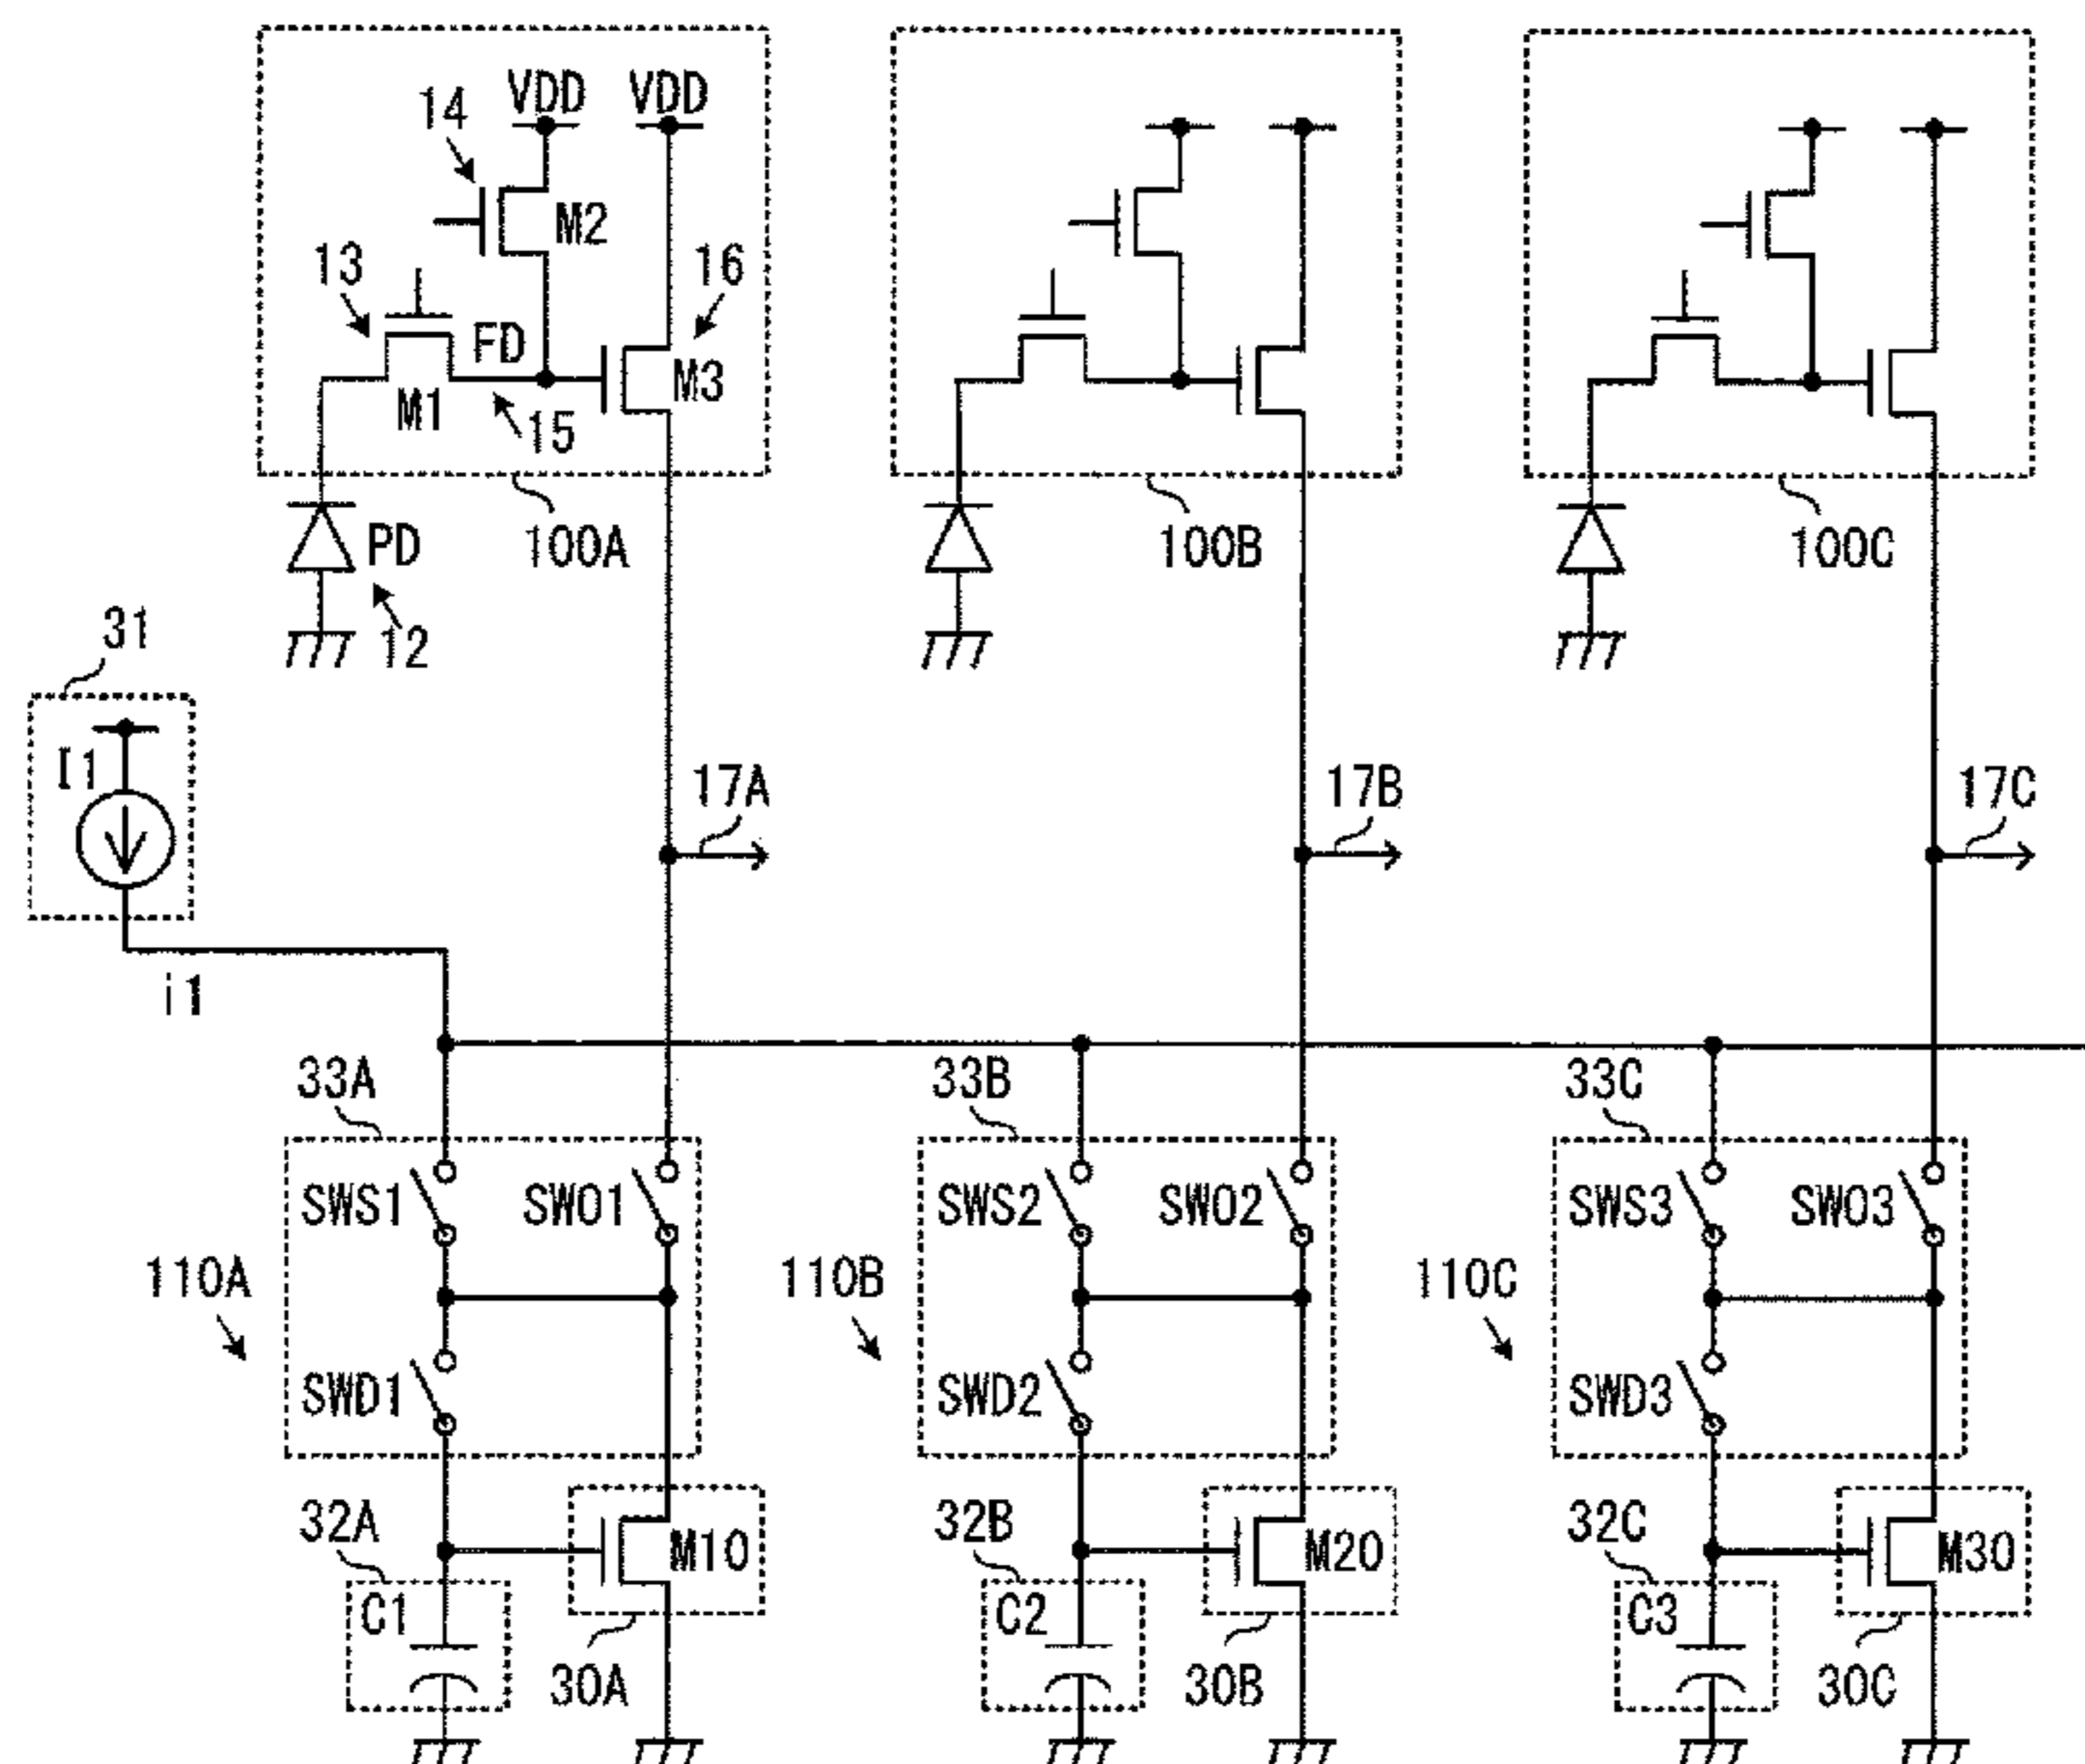 VDD VDD
14
M2
13
16
FD
M3
M1
15
100A
100B
100C
PD
12
31
I1
17A
17B
17C
i1
33A
33B
33C
SWS1
SWO1
SWS2
SWO2
SWS3
SWO3
110A
110B
110C
SWD1
SWD2
SWD3
32A
M10
32B
M20
32C
M30
C1
C2
C3
30A
30B
30C